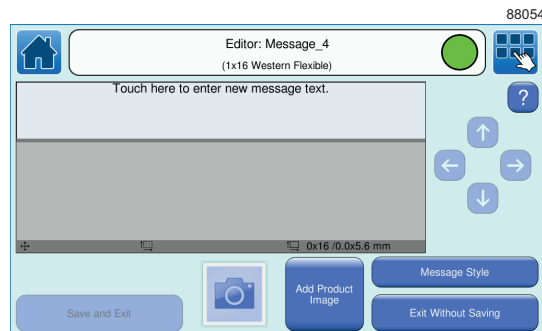 88054
Editor: Message_4
(1x16 Western Flexible)
?
Touch here to enter new message text.
0x16 /0.0x5.6 mm
Save and Exit
Add Product
Image
Message Style
Exit Without Saving